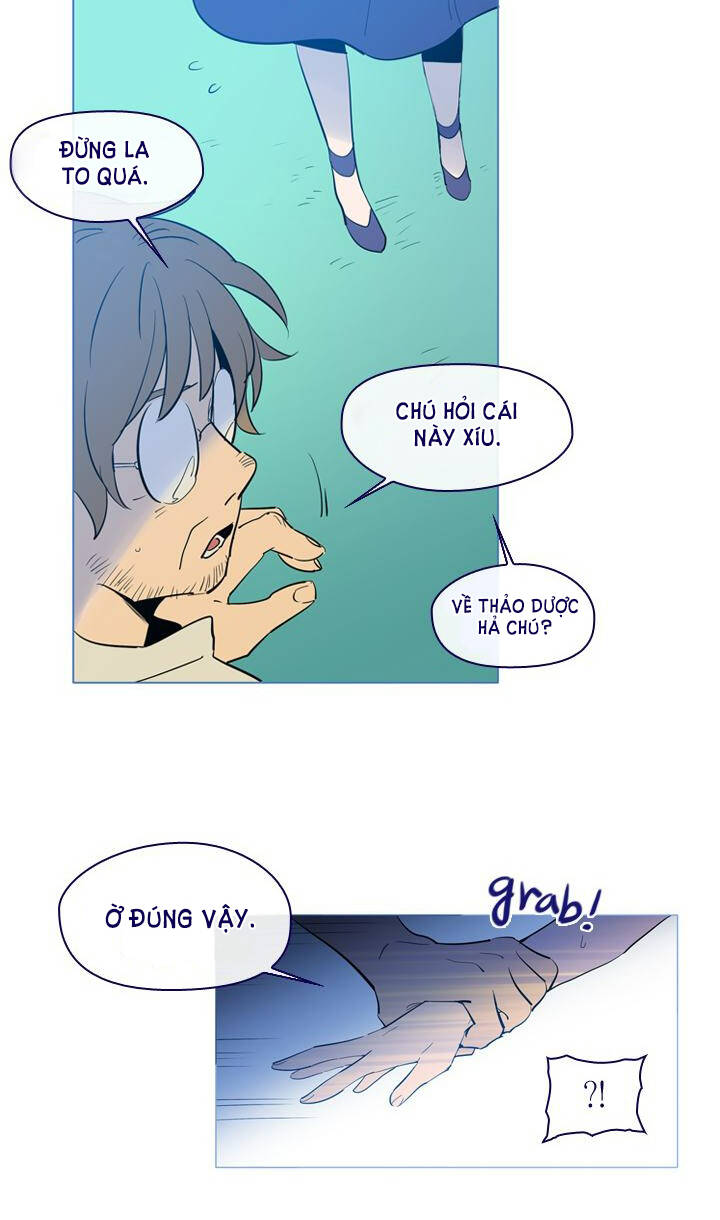 ĐỪNG LA
TO QUÁ.
CHÚ HỎI CÁI
NÀY XÍU.
VỀ THẢO DƯỢC
HẢ CHÚ?
grab!
Ờ ĐÚNG VẬY.
?!